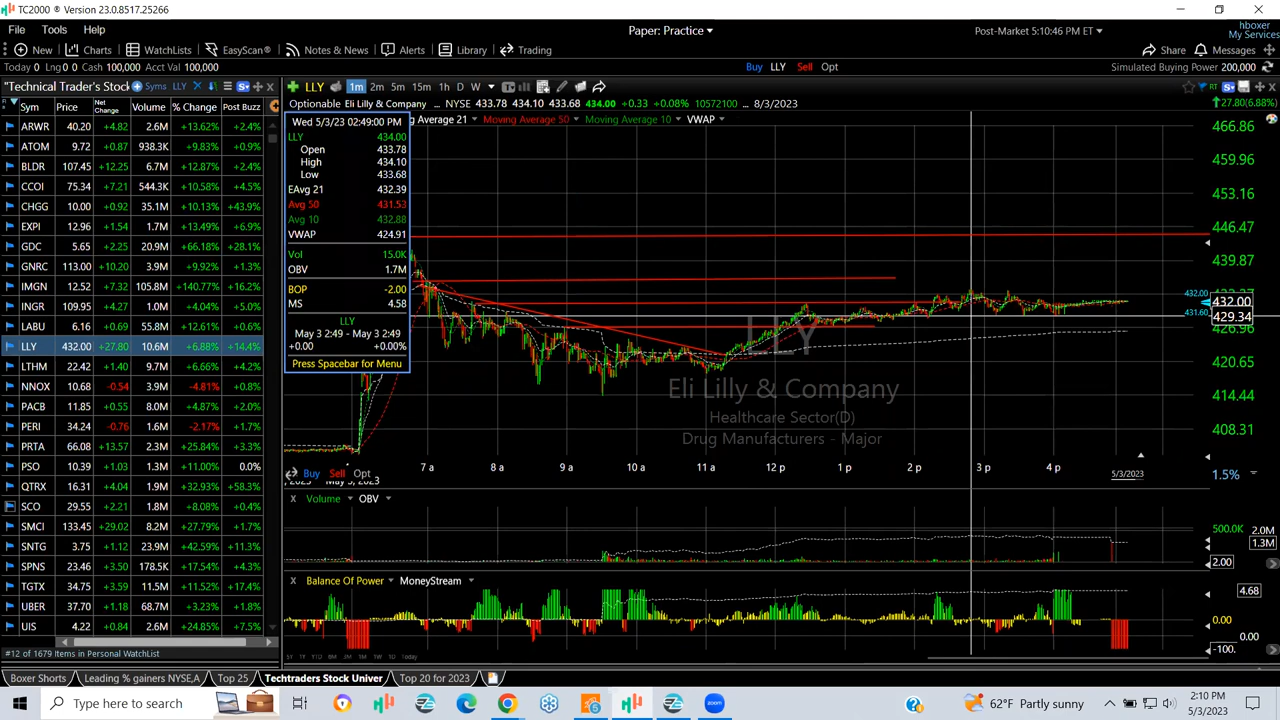 TC2000 ® Version 23.0.8517.25266
File Tools Help
Paper: Practice
Post-Market 5:10:46 PM ET
hboxer
My Services
New Charts WatchLists EasyScan® Notes & News Alerts Library Trading
Share Messages
Today 0 Lng0 0 Cash 100,000 Acct Val 100,000
Buy LLY Sell Opt
Simulated Buying Power 200,000
"Technical Trader's Stock Syms LLY
LLY 1m 2m 5m 15m 1h D W
RT
Sym Price Net Change Volume % Change Post Buzz
Optionable Eli Lilly & Company NYSE 433.78 434.10 433.68 434.00 +0.33 +0.08% 10572100 8/3/2023
27.80(6.88%)
g Average 21 Moving Average 50 Moving Average 10 VWAP
ARWR 40.20 +4.82 2.6M +13.62% +2.4%
ATOM 9.72 +0.87 938.3K +9.83% +0.9%
BLDR 107.45 +12.25 6.7M +12.87% +2.4%
CCOI 75.34 +7.21 544.3K +10.58% +4.5%
CHGG 10.00 +0.92 35.1M +10.13% +43.9%
EXPI 12.96 +1.54 1.7M +13.49% +6.9%
GDC 5.65 +2.25 20.9M +66.18% +28.1%
GNRC 113.00 +10.20 3.9M +9.92% +1.3%
IMGN 12.52 +7.32 105.8M +140.77% +16.2%
INGR 109.95 +4.27 1.0M +4.04% +5.0%
LABU 6.16 +0.69 55.8M +12.61% +0.6%
LLY 432.00 +27.80 10.6M +6.88% +14.4%
LTHM 22.42 +1.40 9.7M +6.66% +4.2%
NNOX 10.68 -0.54 3.9M -4.81% +0.8%
PACB 11.85 +0.55 8.0M +4.87% +2.0%
PERI 34.24 -0.76 1.6M -2.17% +1.7%
PRTA 66.08 +13.57 2.3M +25.84% +3.3%
PSO 10.39 +1.03 1.3M +11.00% 0.0%
QTRX 16.31 +4.04 1.9M +32.93% +58.3%
SCO 29.55 +2.21 1.8M +8.08% +0.4%
SMCI 133.45 +29.02 8.2M +27.79% +1.7%
SNTG 3.75 +1.12 23.9M +42.59% +11.3%
SPNS 23.46 +3.50 178.5K +17.54% +4.3%
TGTX 34.75 +3.59 11.5M +11.52% +17.4%
UBER 37.70 +1.18 68.7M +3.23% +1.8%
UIS 4.22 +0.84 2.6M +24.85% +7.5%
#12 of 1679 Items in Personal WatchList
Wed 5/3/23 02:49:00 PM
LLY 434.00
Open 433.78
High 434.10
Low 433.68
EAvg 21 432.39
Avg 50 431.53
Avg 10 432.88
VWAP 424.91
Vol 15.0K
OBV 1.7M
BOP -2.00
MS 4.58
LLY
May 3 2:49 - May 3 2:49
+0.00 +0.00%
Press Spacebar for Menu
466.86
459.96
453.16
446.47
439.87
432.00 432.00
431.60 429.34
426.96
420.65
414.44
408.31
LLY
Eli Lilly & Company
Healthcare Sector(D)
Drug Manufacturers - Major
7 a 8 a 9 a 10 a 11 a 12 p 1 p 2 p 3 p 4 p
Buy Sell Opt
5/3/2023
1.5%
Volume OBV
500.0K 2.0M
1.3M
2.00
Balance Of Power MoneyStream
4.68
0.00
0.00
-100.
Boxer Shorts Leading % gainers NYSE,A Top 25 Techtraders Stock Univer Top 20 for 2023
Type here to search
zoom
62°F Partly sunny
2:10 PM
5/3/2023